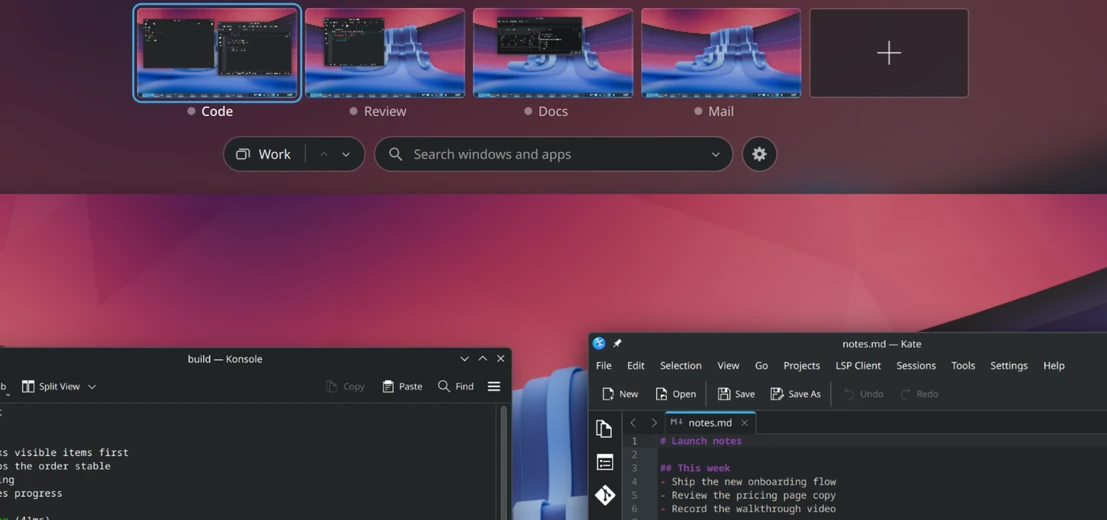 Code
Review
Docs
Mail
Work
Search windows and apps
build — Konsole
Split View
Copy
Paste
Find
visible items first
the order stable
progress
(41ms)
notes.md — Kate
File Edit Selection View Go Projects LSP Client Sessions Tools Settings Help
New Open Save Save As Undo Redo
notes.md
1 # Launch notes
2
3 ## This week
4 - Ship the new onboarding flow
5 - Review the pricing page copy
6 - Record the walkthrough video